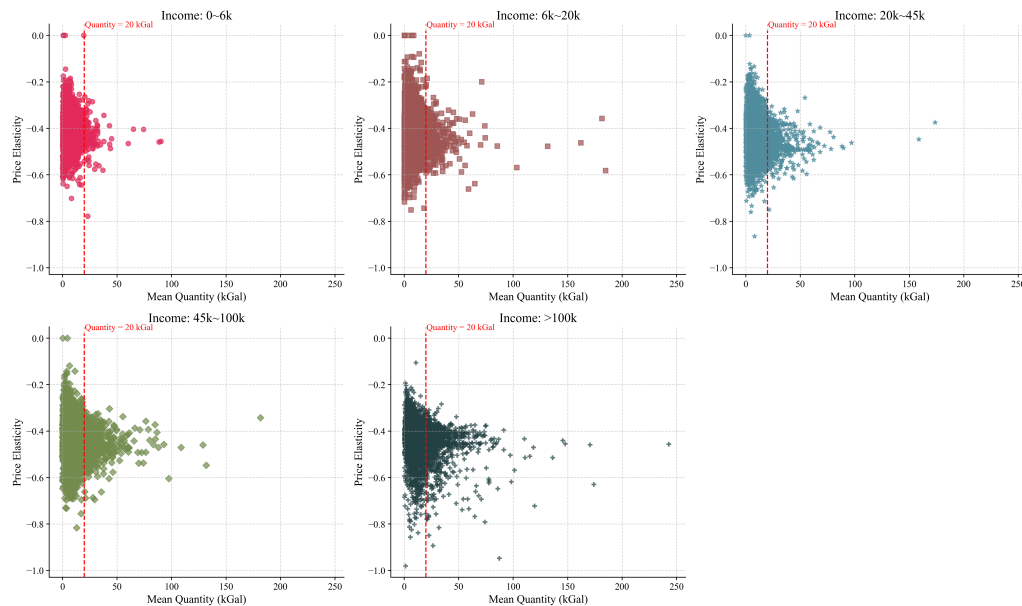 Income: 0~6k
Quantity = 20 kGal
0.0
−0.2
−0.4
−0.6
−0.8
−1.0
Price Elasticity
0 50 100 150 200 250
Mean Quantity (kGal)
Income: 6k~20k
Quantity = 20 kGal
0.0
−0.2
−0.4
−0.6
−0.8
−1.0
Price Elasticity
0 50 100 150 200 250
Mean Quantity (kGal)
Income: 20k~45k
Quantity = 20 kGal
0.0
−0.2
−0.4
−0.6
−0.8
−1.0
Price Elasticity
0 50 100 150 200 250
Mean Quantity (kGal)
Income: 45k~100k
Quantity = 20 kGal
0.0
−0.2
−0.4
−0.6
−0.8
−1.0
Price Elasticity
0 50 100 150 200 250
Mean Quantity (kGal)
Income: >100k
Quantity = 20 kGal
0.0
−0.2
−0.4
−0.6
−0.8
−1.0
Price Elasticity
0 50 100 150 200 250
Mean Quantity (kGal)